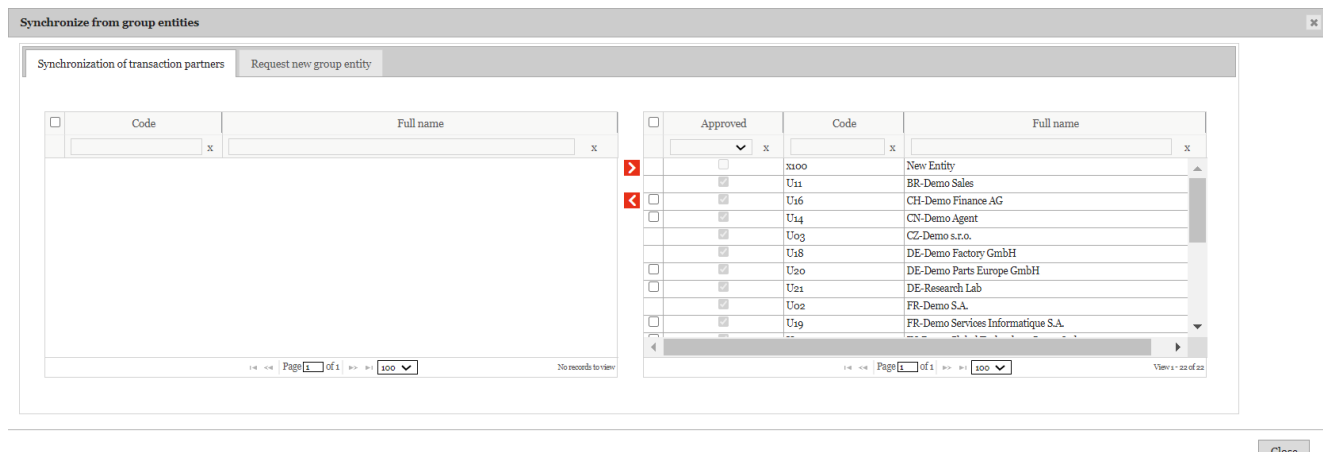 Synchronize from group entities
Synchronization of transaction partners Request new group entity
Code Full name
x x
Page 1 of 1 100 No records to view
Approved Code Full name
x x x
x100 New Entity
U11 BR-Demo Sales
U16 CH-Demo Finance AG
U14 CN-Demo Agent
U03 CZ-Demo s.r.o.
U18 DE-Demo Factory GmbH
U20 DE-Demo Parts Europe GmbH
U21 DE-Research Lab
U02 FR-Demo S.A.
U19 FR-Demo Services Informatique S.A.
Page 1 of 1 100 View 1 - 22 of 22
Close